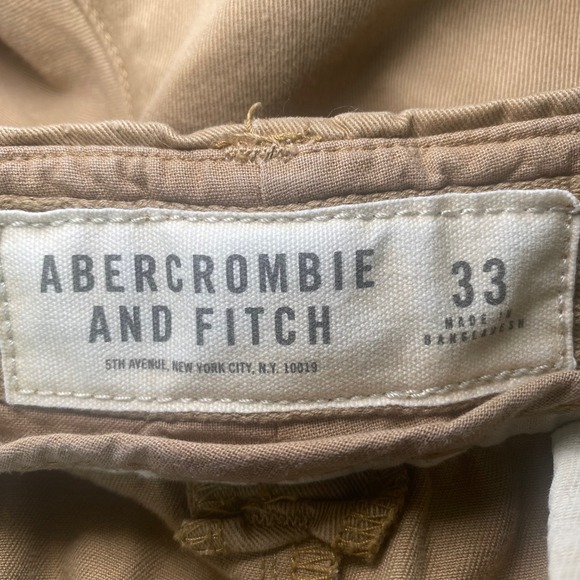 ABERCROMBIE
AND FITCH
5TH AVENUE, NEW YORK CITY, N.Y. 10019
33
MADE IN
BANGLADESH